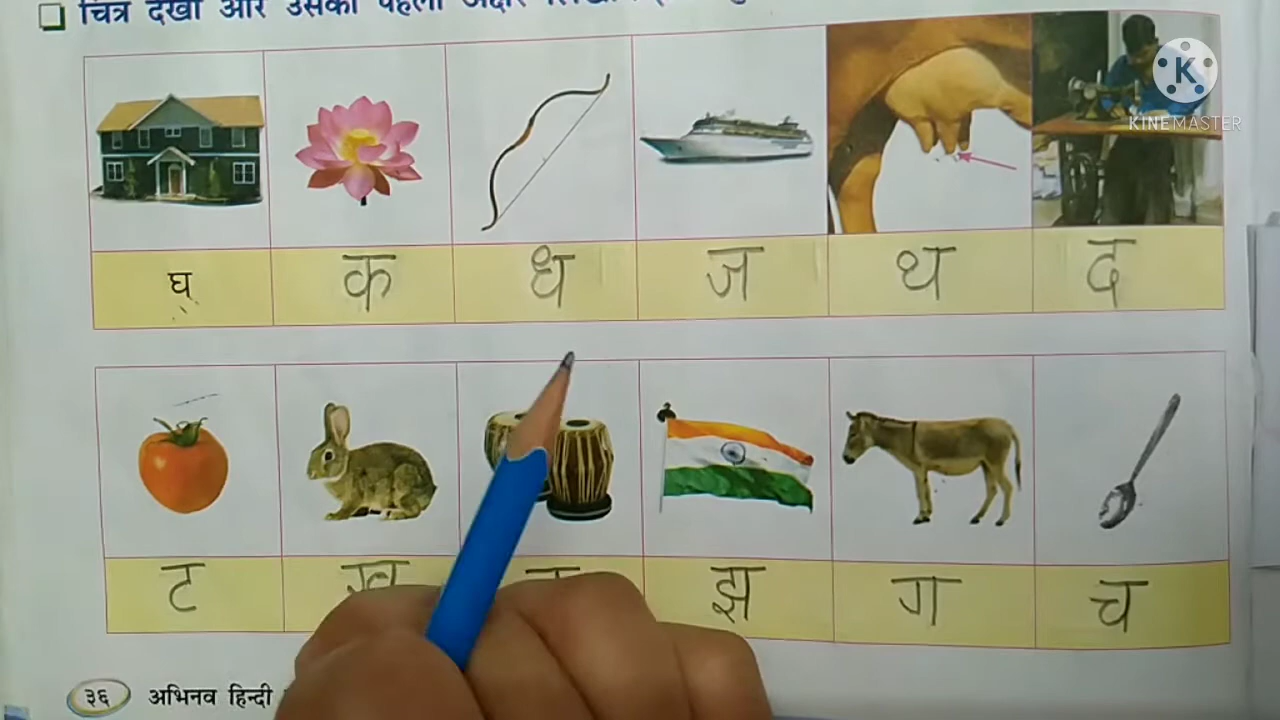 चित्र देखो और उसका पहला अक्षर
K
KINEMASTER
घ् क ध ज थ द
ट ख झ ग च
३६ अभिनव हिन्दी